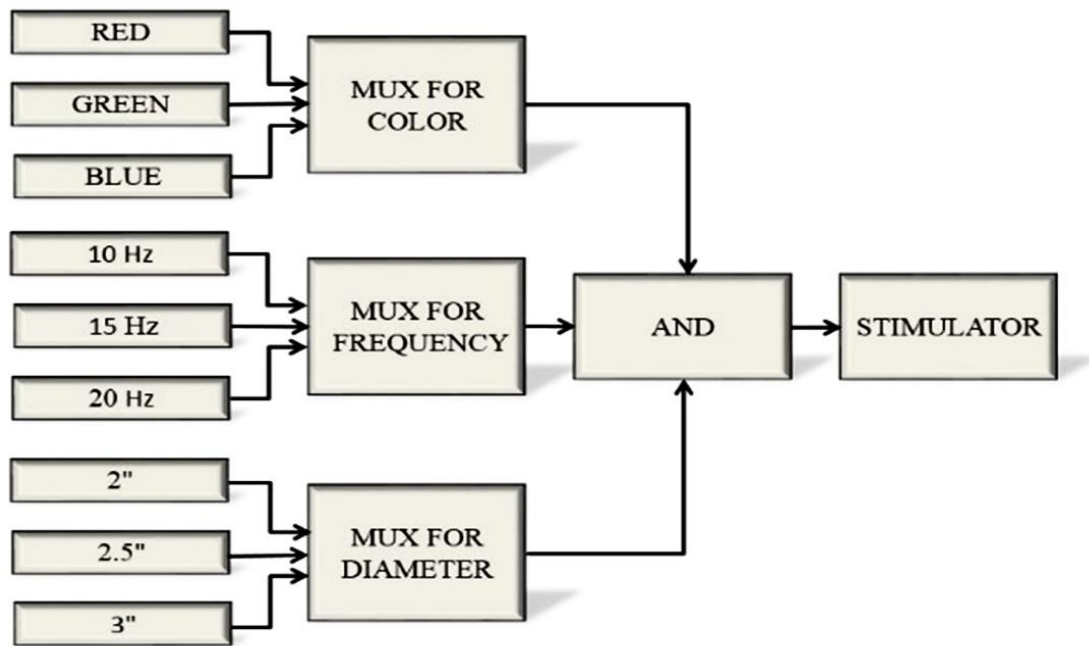 RED
GREEN
BLUE
MUX FOR
COLOR
10 Hz
15 Hz
20 Hz
MUX FOR
FREQUENCY
2"
2.5"
3"
MUX FOR
DIAMETER
AND
STIMULATOR